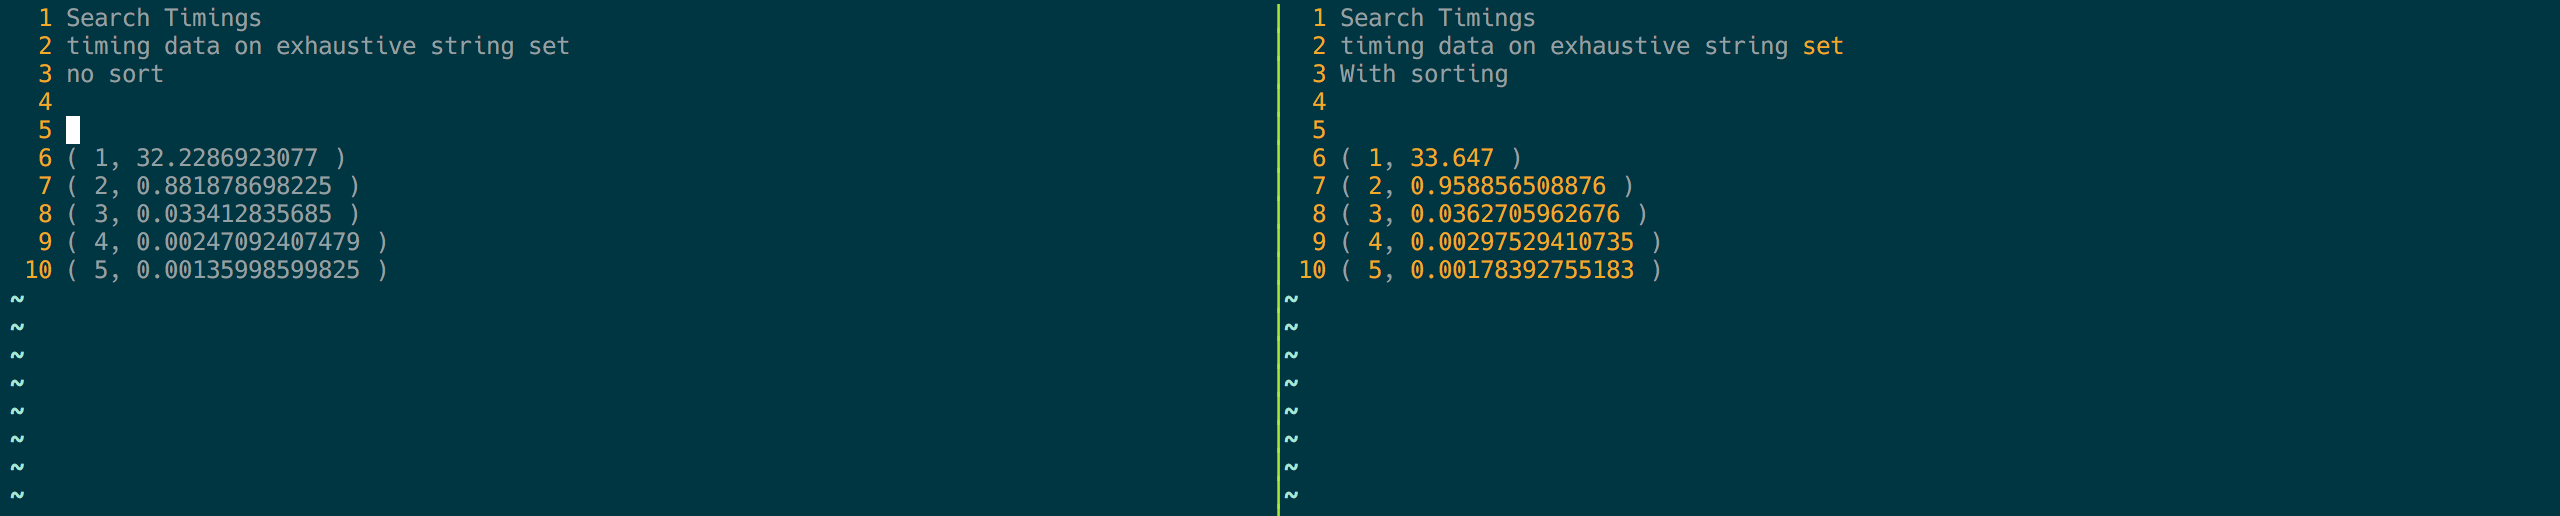 1 Search Timings
2 timing data on exhaustive string set
3 no sort
4
5
6 ( 1, 32.2286923077 )
7 ( 2, 0.881878698225 )
8 ( 3, 0.033412835685 )
9 ( 4, 0.00247092407479 )
10 ( 5, 0.00135998599825 )
~
~
~
~
~
~
~
~
1 Search Timings
2 timing data on exhaustive string set
3 With sorting
4
5
6 ( 1, 33.647 )
7 ( 2, 0.958856508876 )
8 ( 3, 0.0362705962676 )
9 ( 4, 0.00297529410735 )
10 ( 5, 0.00178392755183 )
~
~
~
~
~
~
~
~